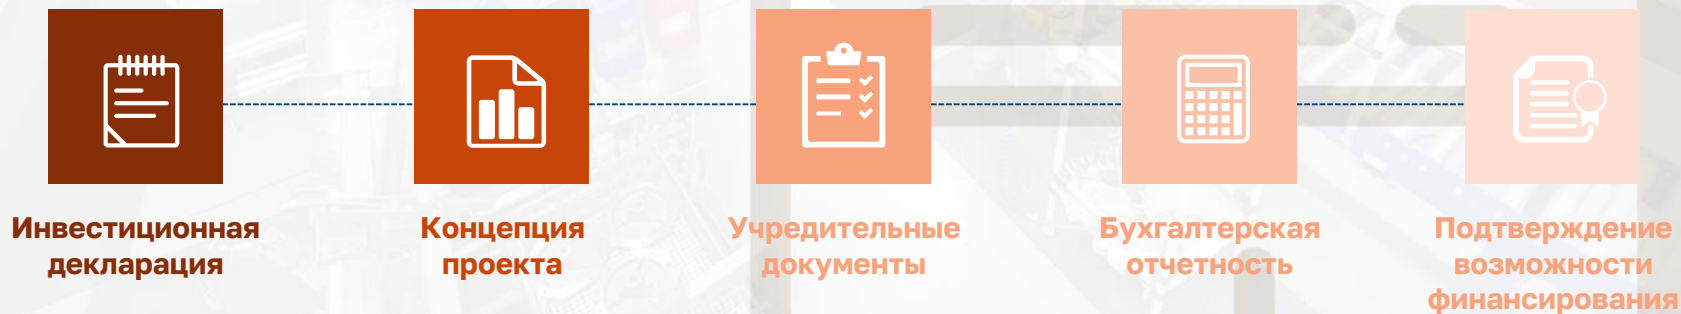 Инвестиционная
декларация
Концепция
проекта
Учредительные
документы
Бухгалтерская
отчетность
Подтверждение
возможности
финансирования